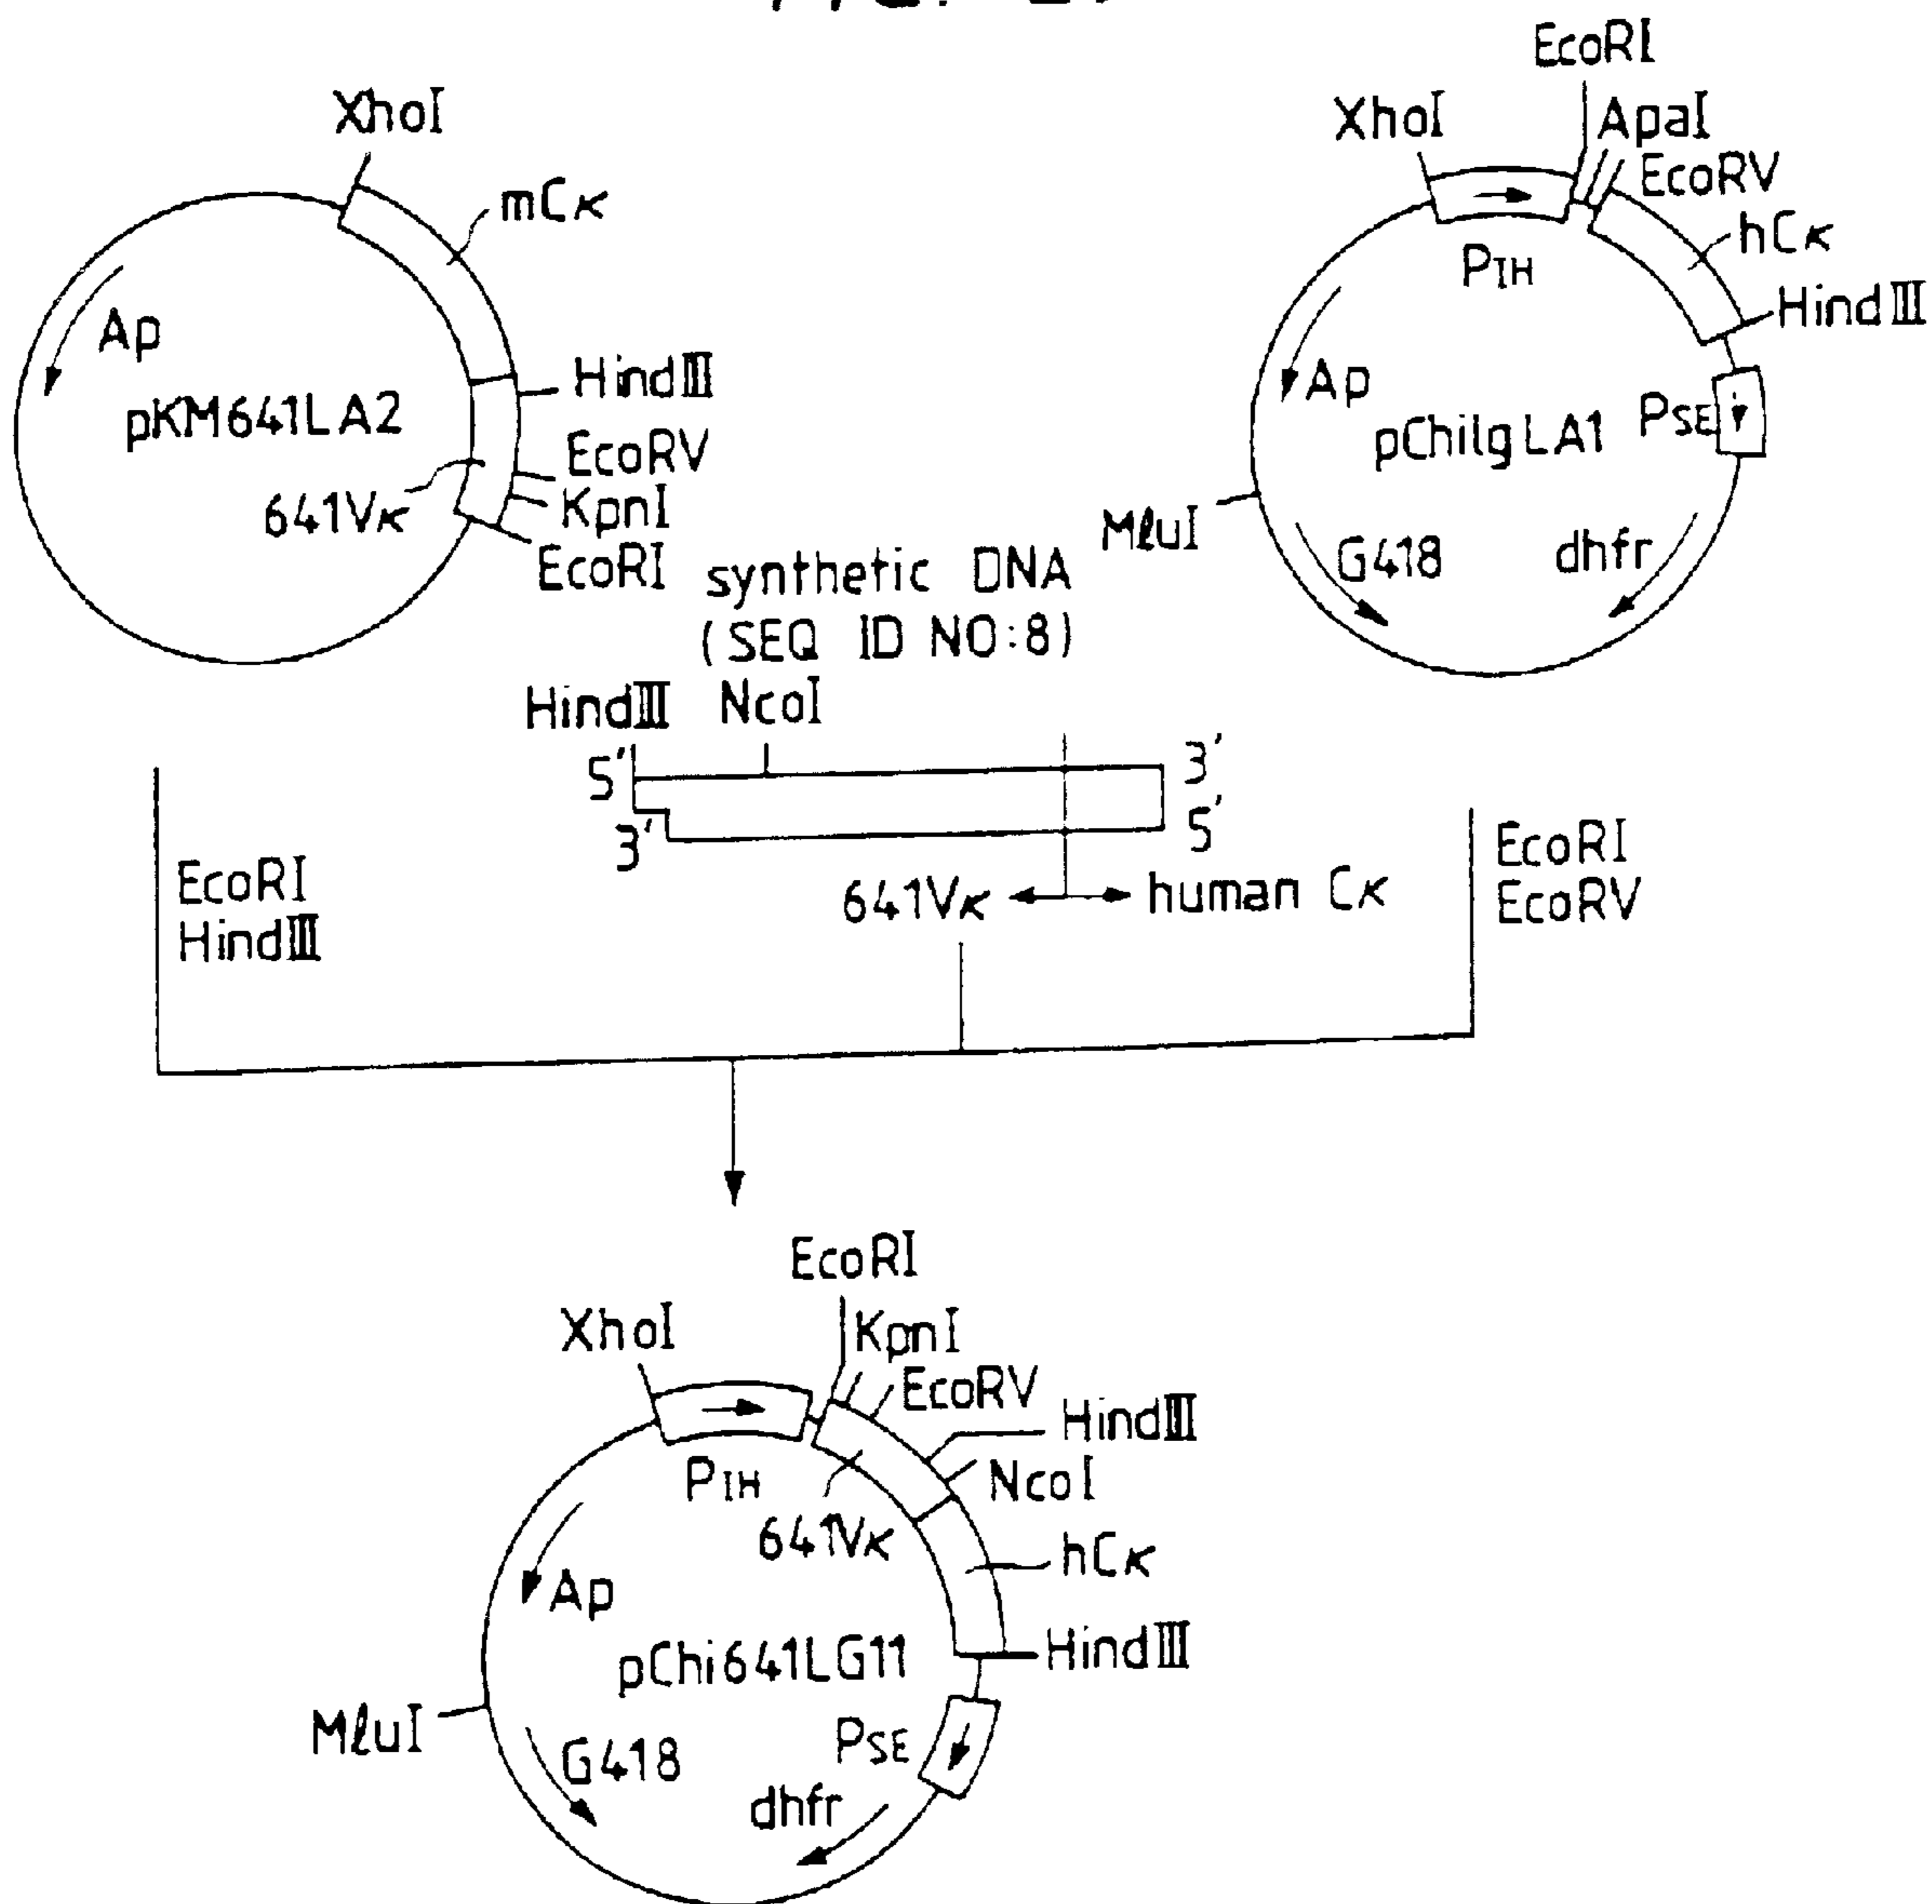 XhoI
mCκ
Ap
pKM641LA2
HindIII
EcoRV
641Vκ
KpnI
EcoRI
EcoRI
XhoI
ApaI
EcoRV
hCκ
PIH
HindIII
Ap
pChiIgLA1
PSE
MluI
G418
dhfr
synthetic DNA
(SEQ ID NO:8)
HindIII NcoI
5' 3'
3' 5'
641Vκ human Cκ
EcoRI
HindIII
EcoRI
EcoRV
EcoRI
XhoI
KpnI
EcoRV
HindIII
NcoI
PIH
641Vκ
hCκ
Ap
pChi641LG11
HindIII
MluI
G418
PSE
dhfr